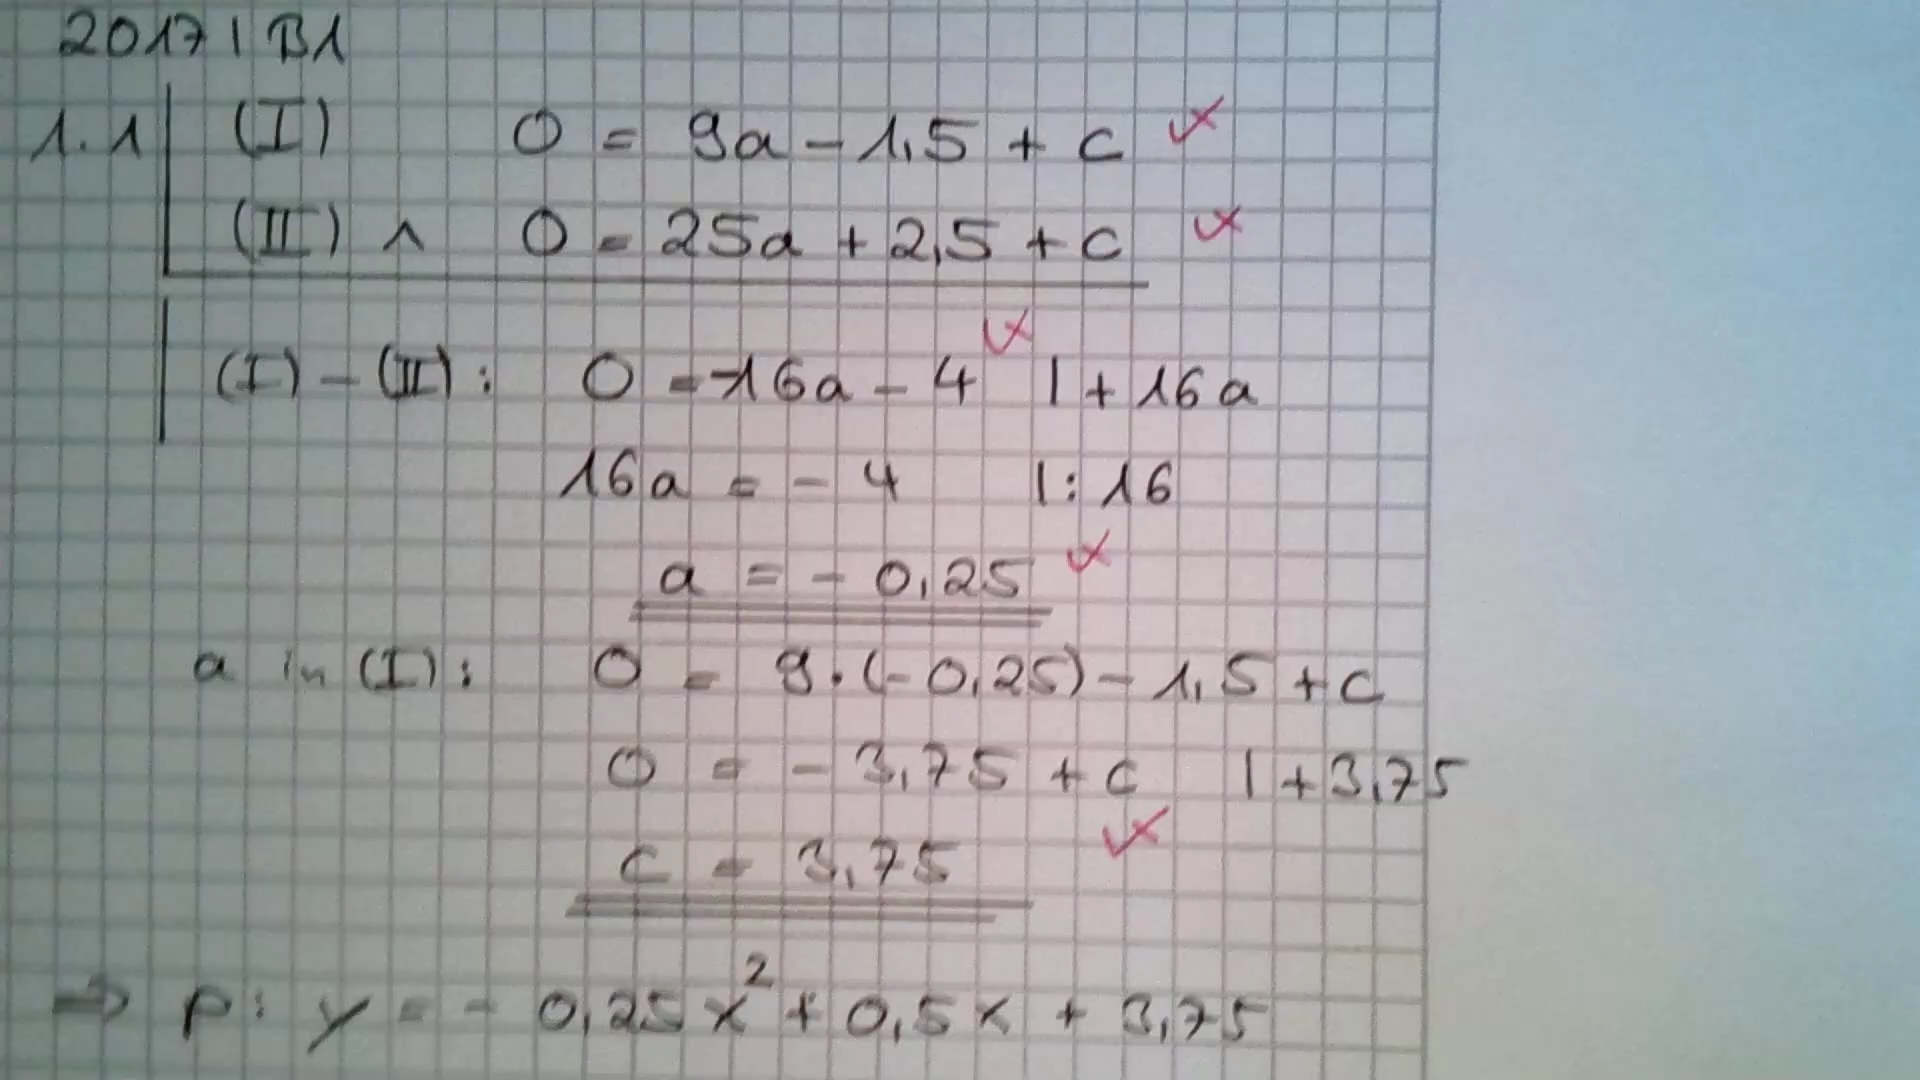 2017 | B1
1.1 | (I) 0 = 9a - 1,5 + c
(II) ∧ 0 = 25a + 2,5 + c
(I) - (II): 0 = -16a - 4 | + 16a
16a = - 4 | : 16
a = - 0,25
a in (I): 0 = 9 · (- 0,25) - 1,5 + c
0 = - 3,75 + c | + 3,75
c = 3,75
⇒ p: y = - 0,25x² + 0,5x + 3,75